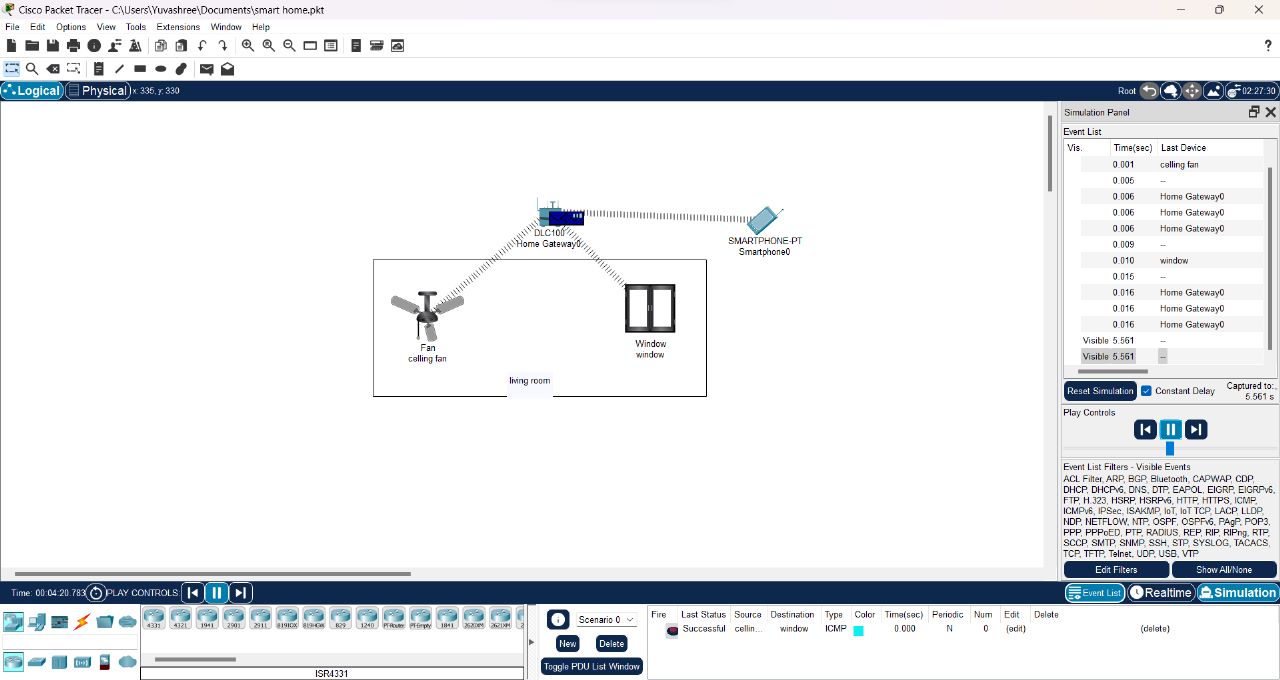 Cisco Packet Tracer - C:\Users\Yuvashree\Documents\smart home.pkt
File Edit Options View Tools Extensions Window Help
?
Logical Physical x: 335, y: 330
Root 02:27:30
Simulation Panel
Event List
Vis. Time(sec) Last Device
0.001 celling fan
0.005 --
0.006 Home Gateway0
0.006 Home Gateway0
0.006 Home Gateway0
0.009 --
0.010 window
0.015 --
0.016 Home Gateway0
0.016 Home Gateway0
0.016 Home Gateway0
Visible 5.561 --
Visible 5.561 --
Reset Simulation Constant Delay Captured to:
5.561 s
Play Controls
Event List Filters - Visible Events
ACL Filter, ARP, BGP, Bluetooth, CAPWAP, CDP,
DHCP, DHCPv6, DNS, DTP, EAPOL, EIGRP, EIGRPv6,
FTP, H.323, HSRP, HSRPv6, HTTP, HTTPS, ICMP,
ICMPv6, IPSec, ISAKMP, IoT, IoT TCP, LACP, LLDP,
NDP, NETFLOW, NTP, OSPF, OSPFv6, PAgP, POP3,
PPP, PPPoED, PTP, RADIUS, REP, RIP, RIPng, RTP,
SCCP, SMTP, SNMP, SSH, STP, SYSLOG, TACACS,
TCP, TFTP, Telnet, UDP, USB, VTP
Edit Filters Show All/None
DLC100
Home Gateway0
SMARTPHONE-PT
Smartphone0
Fan
celling fan
Window
window
living room
Time: 00:04:20.783 PLAY CONTROLS:
Event List Realtime Simulation
4331 4321 1941 2901 2911 819IOX 819HGW 829 1240 PT-Router PT-Empty 1841 2620XM 2621XM 2
ISR4331
Scenario 0
New Delete
Toggle PDU List Window
Fire Last Status Source Destination Type Color Time(sec) Periodic Num Edit Delete
Successful cellin... window ICMP 0.000 N 0 (edit) (delete)